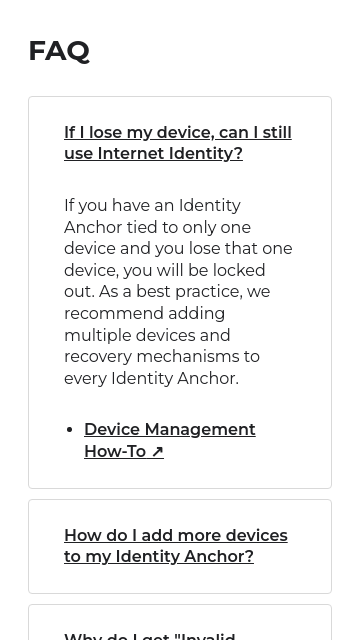 FAQ
If I lose my device, can I still
use Internet Identity?
If you have an Identity
Anchor tied to only one
device and you lose that one
device, you will be locked
out. As a best practice, we
recommend adding
multiple devices and
recovery mechanisms to
every Identity Anchor.
• Device Management
How-To ↗
How do I add more devices
to my Identity Anchor?
Why do I get "Invalid